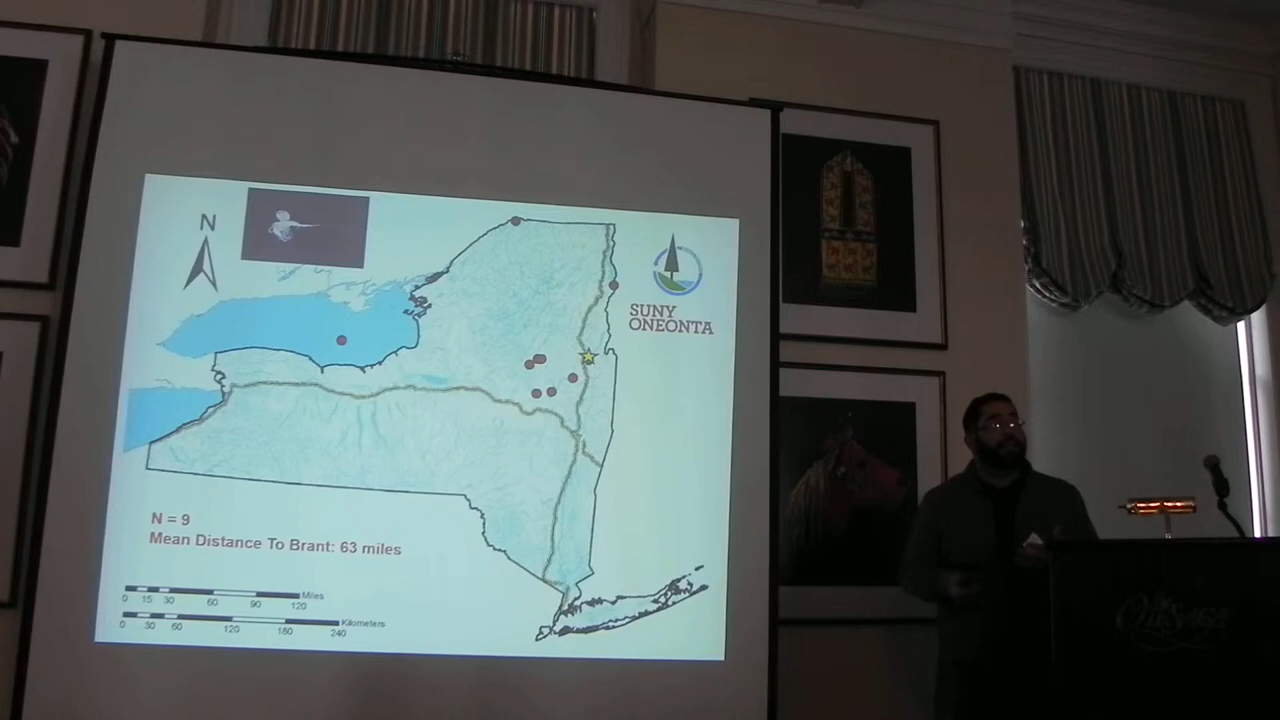 N
SUNY
ONEONTA
N = 9
Mean Distance To Brant: 63 miles
0 15 30 60 90 120 Miles
0 30 60 120 180 240 Kilometers